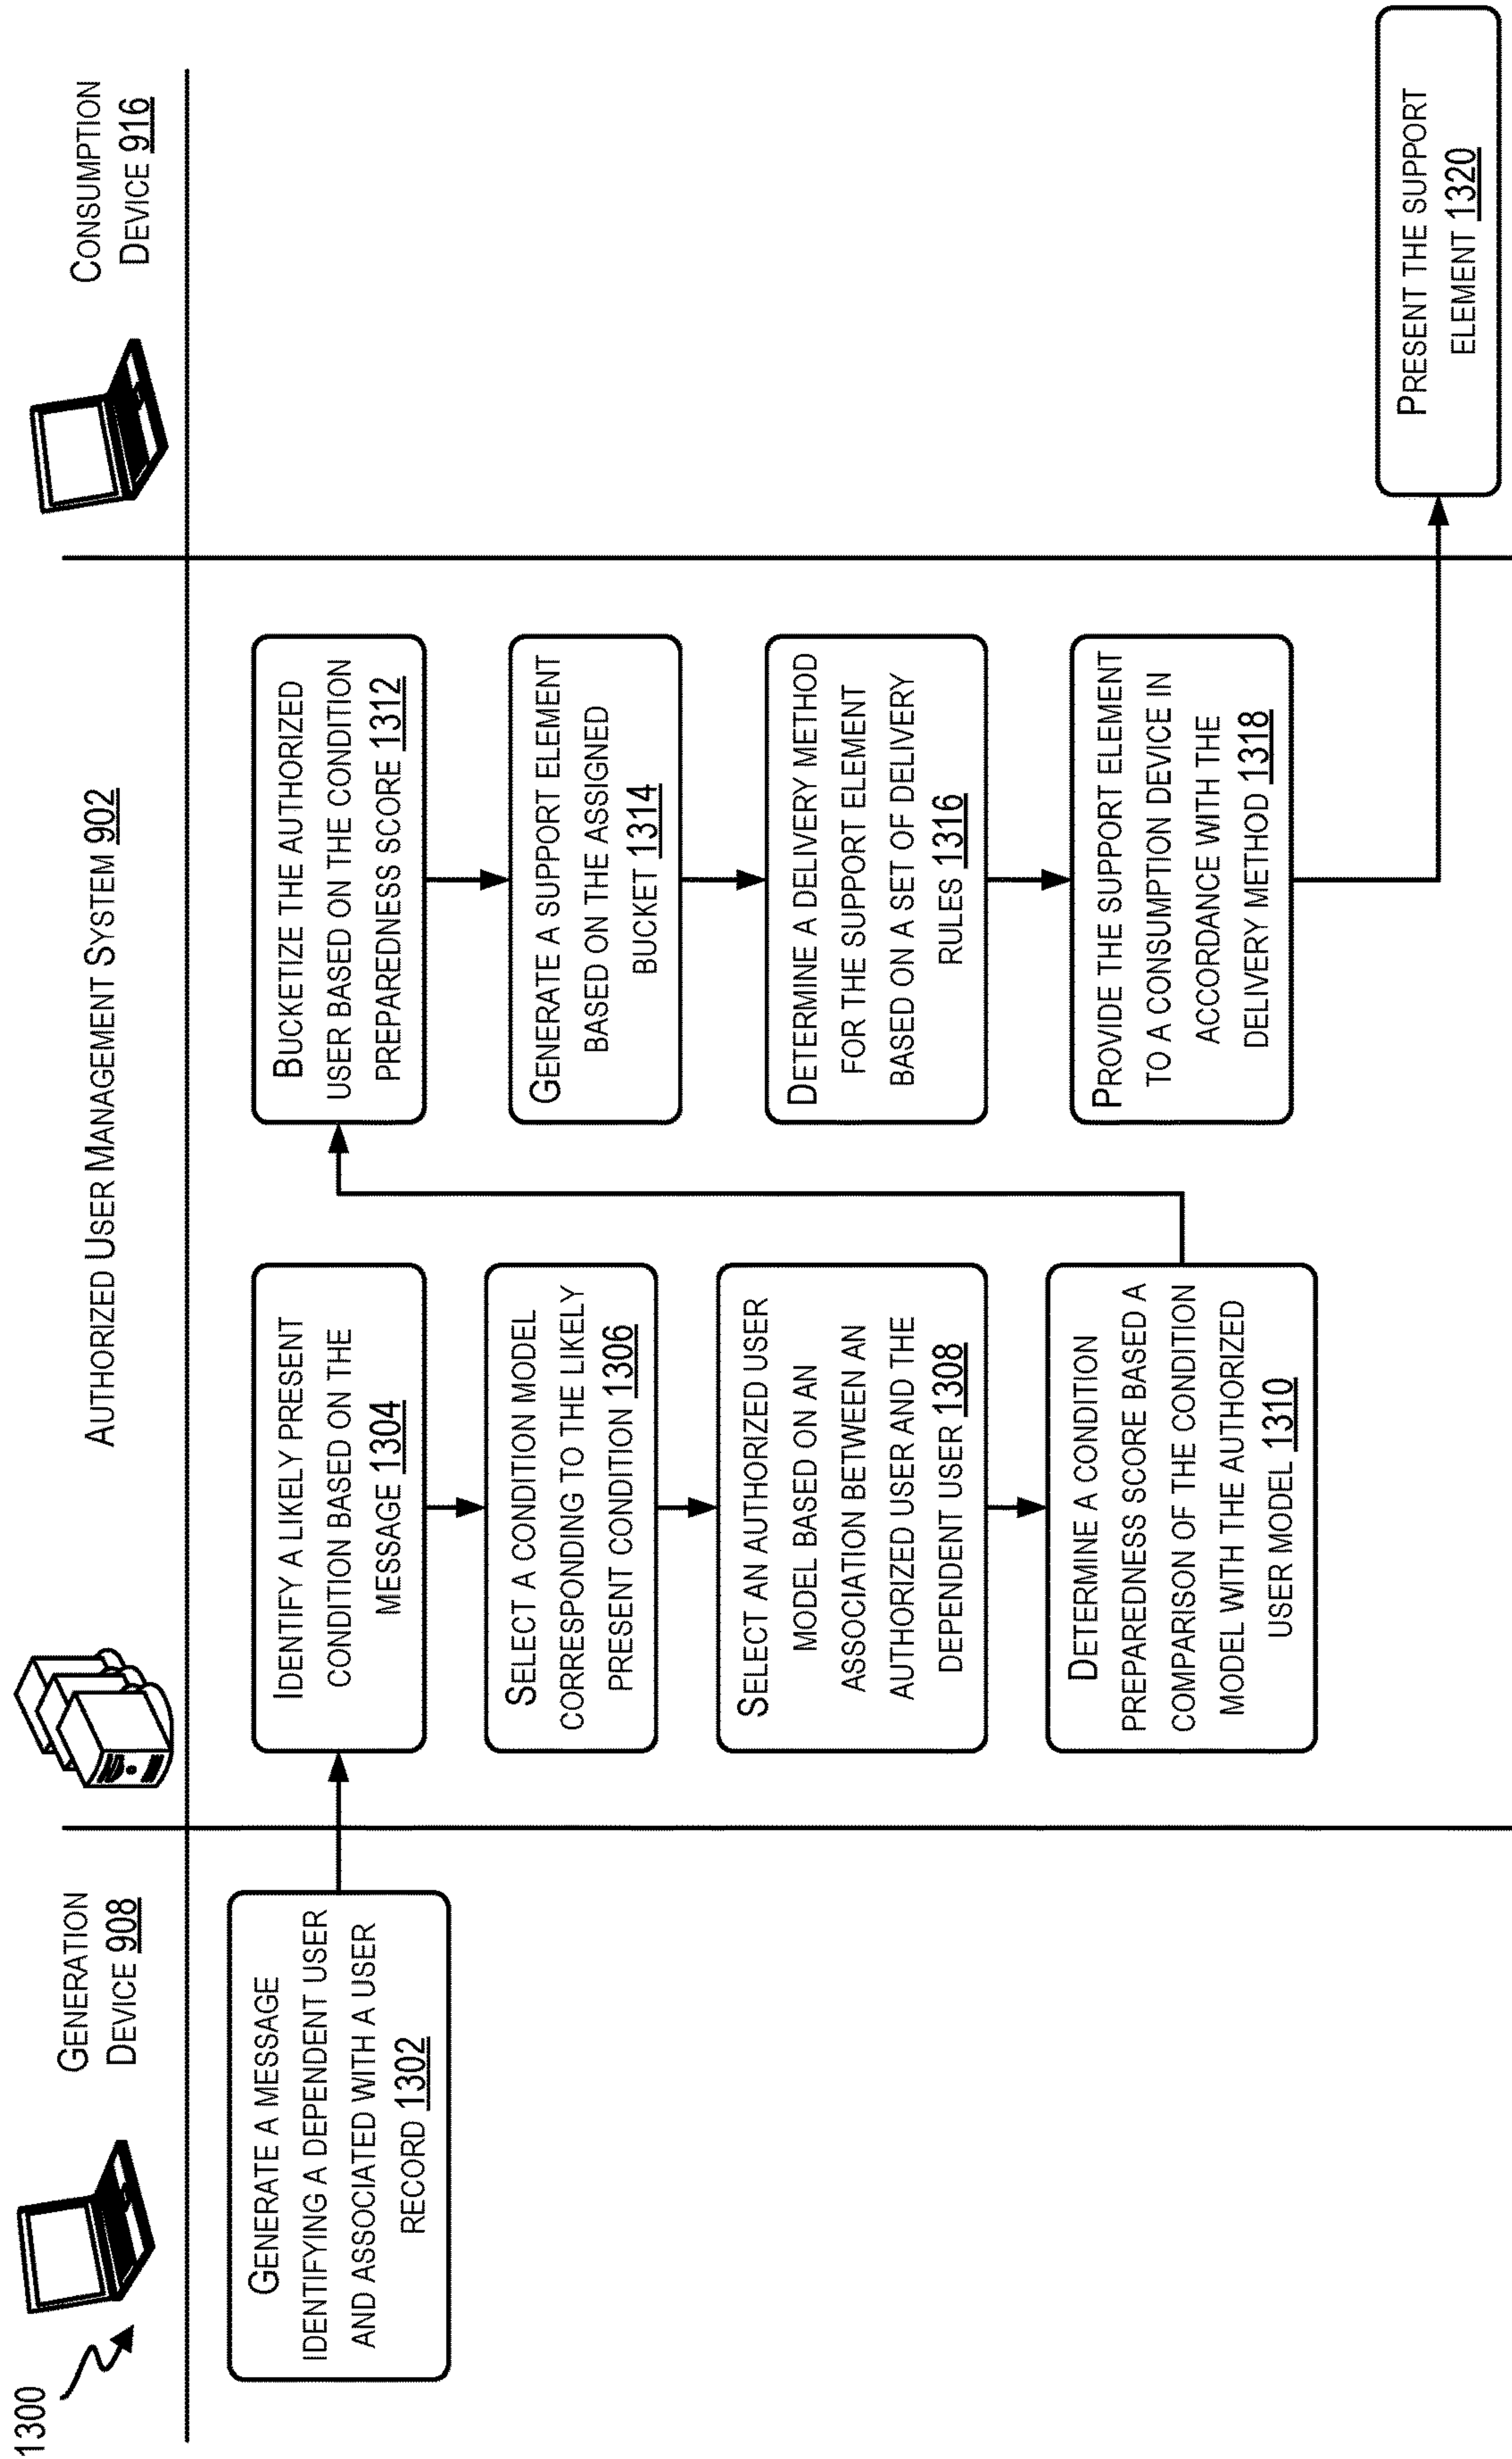 1300
GENERATION
DEVICE 908
AUTHORIZED USER MANAGEMENT SYSTEM 902
CONSUMPTION
DEVICE 916
GENERATE A MESSAGE
IDENTIFYING A DEPENDENT USER
AND ASSOCIATED WITH A USER
RECORD 1302
IDENTIFY A LIKELY PRESENT
CONDITION BASED ON THE
MESSAGE 1304
SELECT A CONDITION MODEL
CORRESPONDING TO THE LIKELY
PRESENT CONDITION 1306
SELECT AN AUTHORIZED USER
MODEL BASED ON AN
ASSOCIATION BETWEEN AN
AUTHORIZED USER AND THE
DEPENDENT USER 1308
DETERMINE A CONDITION
PREPAREDNESS SCORE BASED A
COMPARISON OF THE CONDITION
MODEL WITH THE AUTHORIZED
USER MODEL 1310
BUCKETIZE THE AUTHORIZED
USER BASED ON THE CONDITION
PREPAREDNESS SCORE 1312
GENERATE A SUPPORT ELEMENT
BASED ON THE ASSIGNED
BUCKET 1314
DETERMINE A DELIVERY METHOD
FOR THE SUPPORT ELEMENT
BASED ON A SET OF DELIVERY
RULES 1316
PROVIDE THE SUPPORT ELEMENT
TO A CONSUMPTION DEVICE IN
ACCORDANCE WITH THE
DELIVERY METHOD 1318
PRESENT THE SUPPORT
ELEMENT 1320